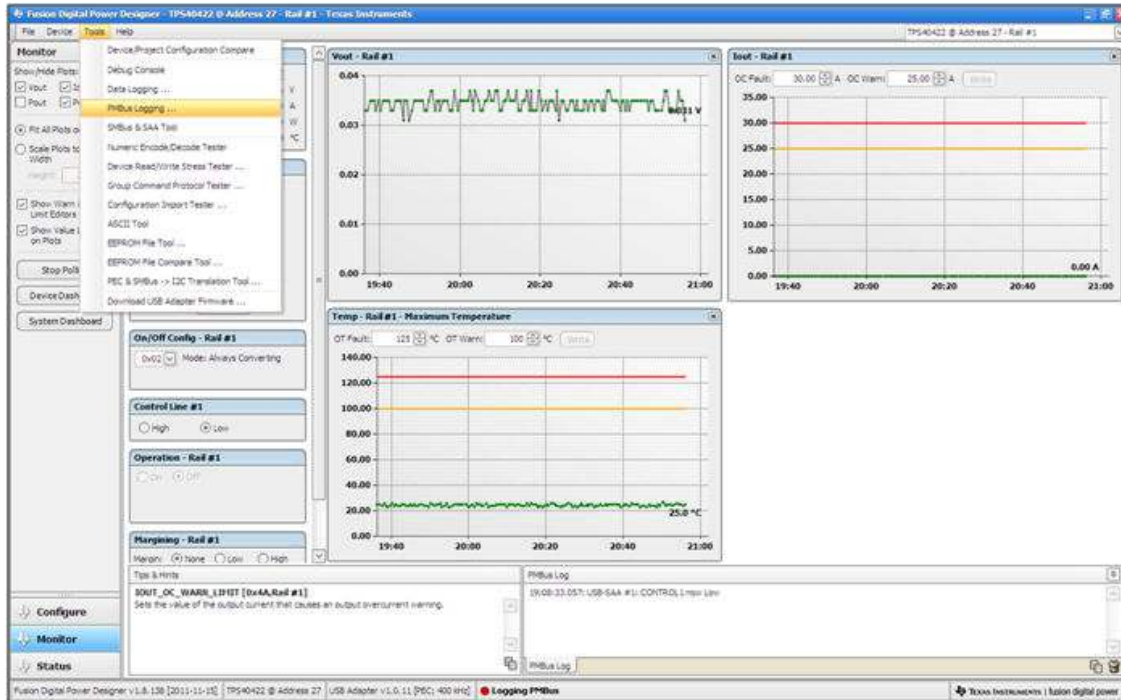 Fusion Digital Power Designer - TPS40422 @ Address 27 - Rail #1 - Texas Instruments
File Device Tools Help
TPS40422 @ Address 27 - Rail #1
Monitor
Show/Hide Plots:
Vout
Pout
Fit All Plots
Scale Plots to
Width
Height:
Show Warn
Limit Editors
Show Value
on Plots
Stop Poll
Device Dash
System Dashboard
Device/Project Configuration Compare
Debug Console
Data Logging ...
PMBus Logging ...
SMBus & SAA Tool
Numeric Encode/Decode Tester
Device Read/Write Stress Tester ...
Group Command Protocol Tester ...
Configuration Import Tester ...
ASCII Tool
EEPROM File Tool ...
EEPROM File Compare Tool ...
PEC & SMBus -> I2C Translation Tool ...
Download USB Adapter Firmware ...
V
A
W
°C
On/Off Config - Rail #1
0x02 Mode: Always Converting
Control Line #1
High Low
Operation - Rail #1
On Off
Margining - Rail #1
Margin: None Low High
Vout - Rail #1
0.04
0.03
0.02
0.01
0.00
0.031 V
19:40 20:00 20:20 20:40 21:00
Iout - Rail #1
OC Fault: 30.00 A OC Warn: 25.00 A Write
35.00
30.00
25.00
20.00
15.00
10.00
5.00
0.00
0.00 A
19:40 20:00 20:20 20:40 21:00
Temp - Rail #1 - Maximum Temperature
OT Fault: 125 °C OT Warn: 100 °C Write
140.00
120.00
100.00
80.00
60.00
40.00
20.00
0.00
25.0 °C
19:40 20:00 20:20 20:40 21:00
Tips & Hints
IOUT_OC_WARN_LIMIT [0x4A,Rail #1]
Sets the value of the output current that causes an output overcurrent warning.
PMBus Log
19:08:33.057: USB-SAA #1: CONTROL1 now Low
PMBus Log
Configure
Monitor
Status
Fusion Digital Power Designer v1.8.138 [2011-11-15] TPS40422 @ Address 27 USB Adapter v1.0.11 [PEC; 400 kHz] Logging PMBus Texas Instruments | fusion digital power